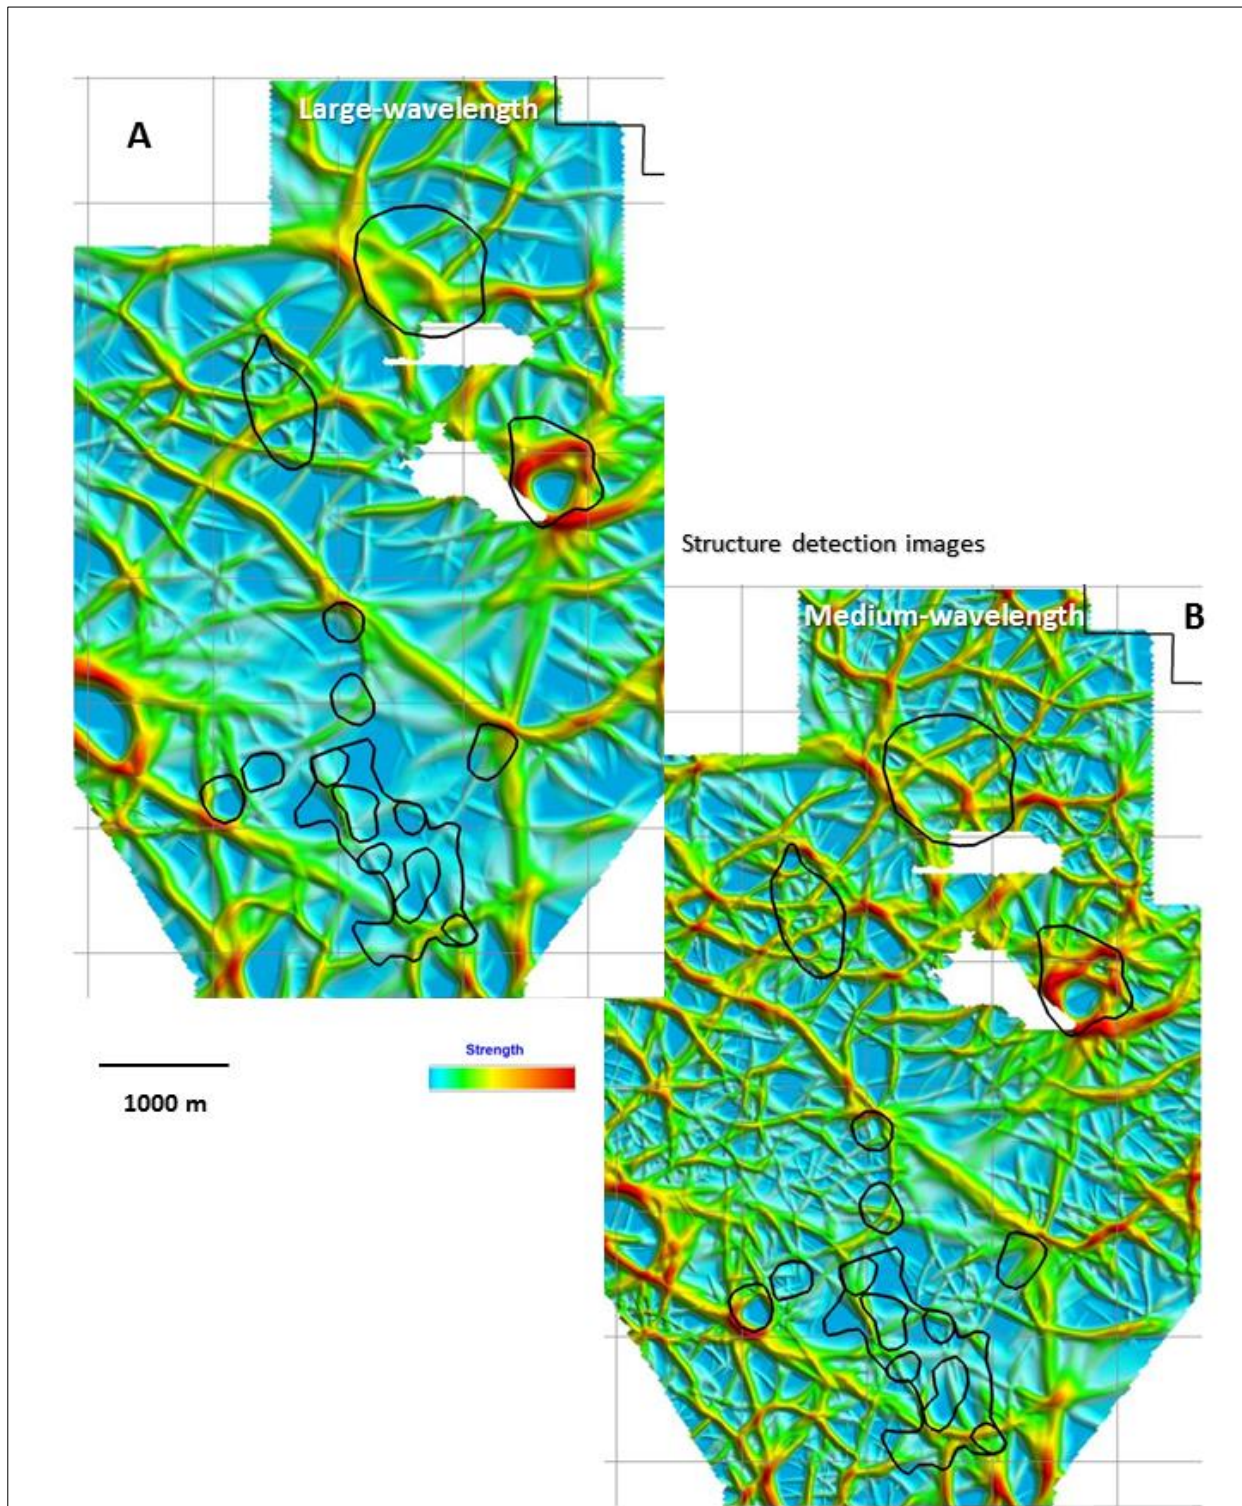 Large-wavelength
A
Structure detection images
Medium-wavelength
B
Strength
1000 m